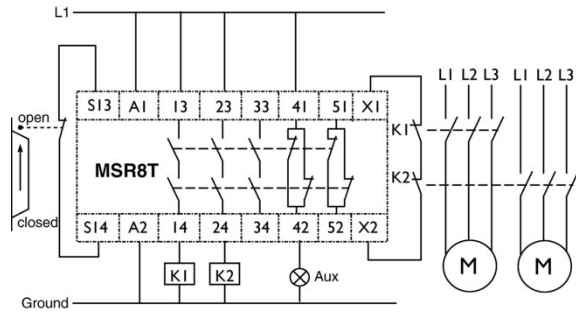 L1
S13 A1 13 23 33 41 51 X1
L1 L2 L3 L1 L2 L3
open
K1
MSR8T
K2
closed
S14 A2 14 24 34 42 52 X2
K1 K2 Aux
M M
Ground